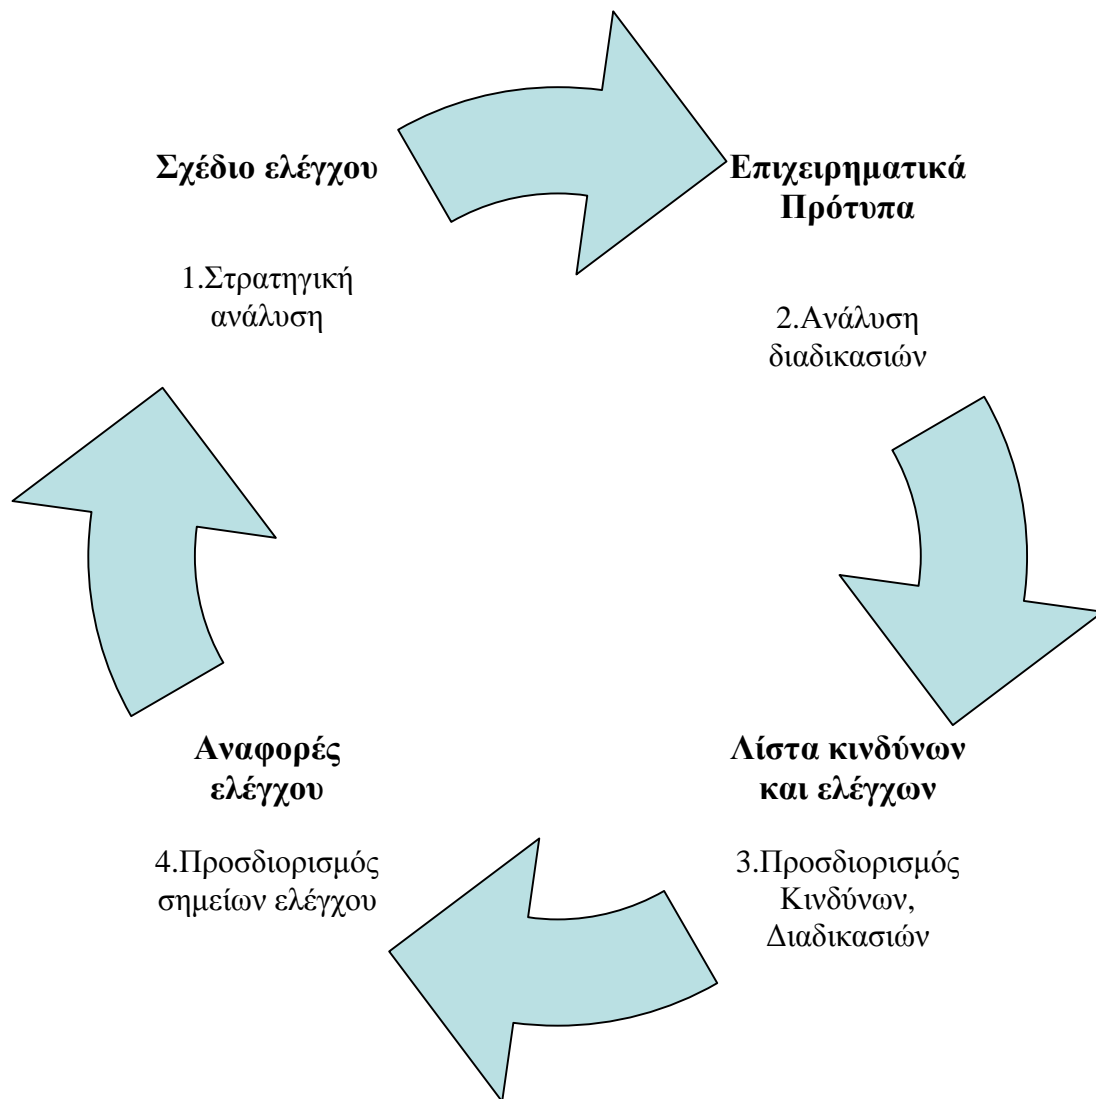 Σχέδιο ελέγχου
1.Στρατηγική
ανάλυση
Επιχειρηματικά
Πρότυπα
2.Ανάλυση
διαδικασιών
Λίστα κινδύνων
και ελέγχων
3.Προσδιορισμός
Κινδύνων,
Διαδικασιών
Αναφορές
ελέγχου
4.Προσδιορισμός
σημείων ελέγχου